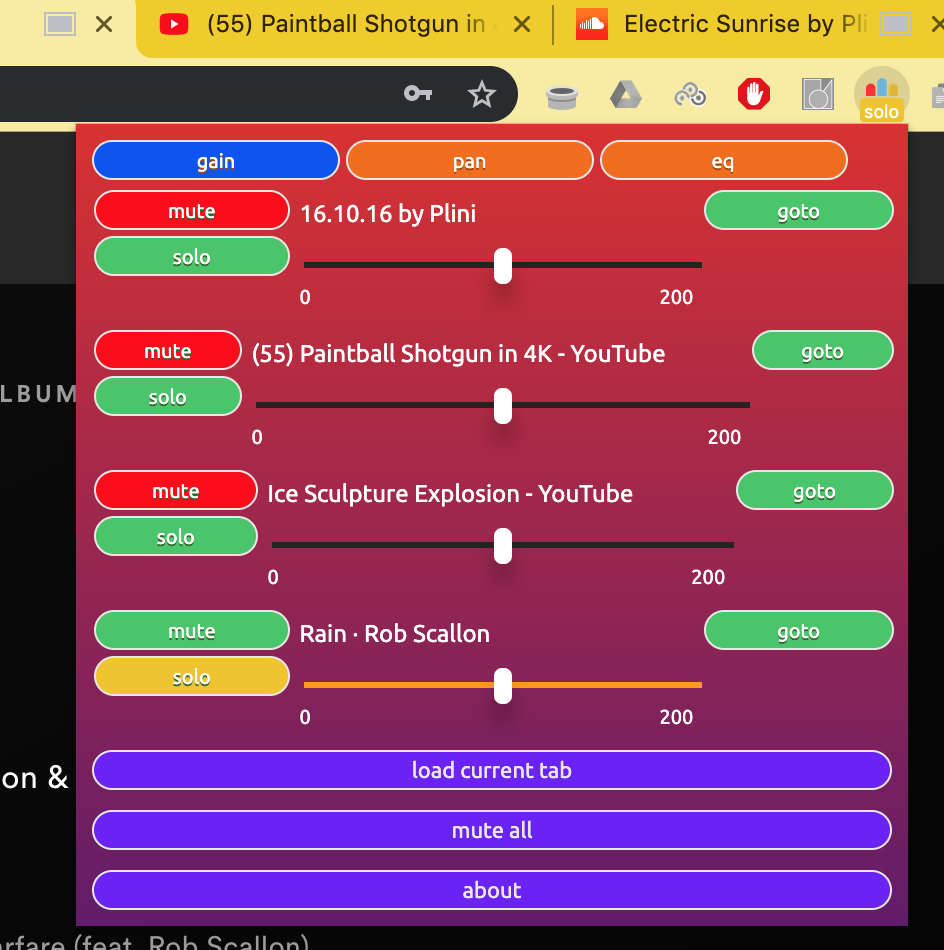 (55) Paintball Shotgun in
Electric Sunrise by Pli
solo
gain pan eq
mute 16.10.16 by Plini goto
solo
0 200
mute (55) Paintball Shotgun in 4K - YouTube goto
LBUM
solo
0 200
mute Ice Sculpture Explosion - YouTube goto
solo
0 200
mute Rain · Rob Scallon goto
solo
0 200
load current tab
on &
mute all
about
arfare (feat. Rob Scallon)